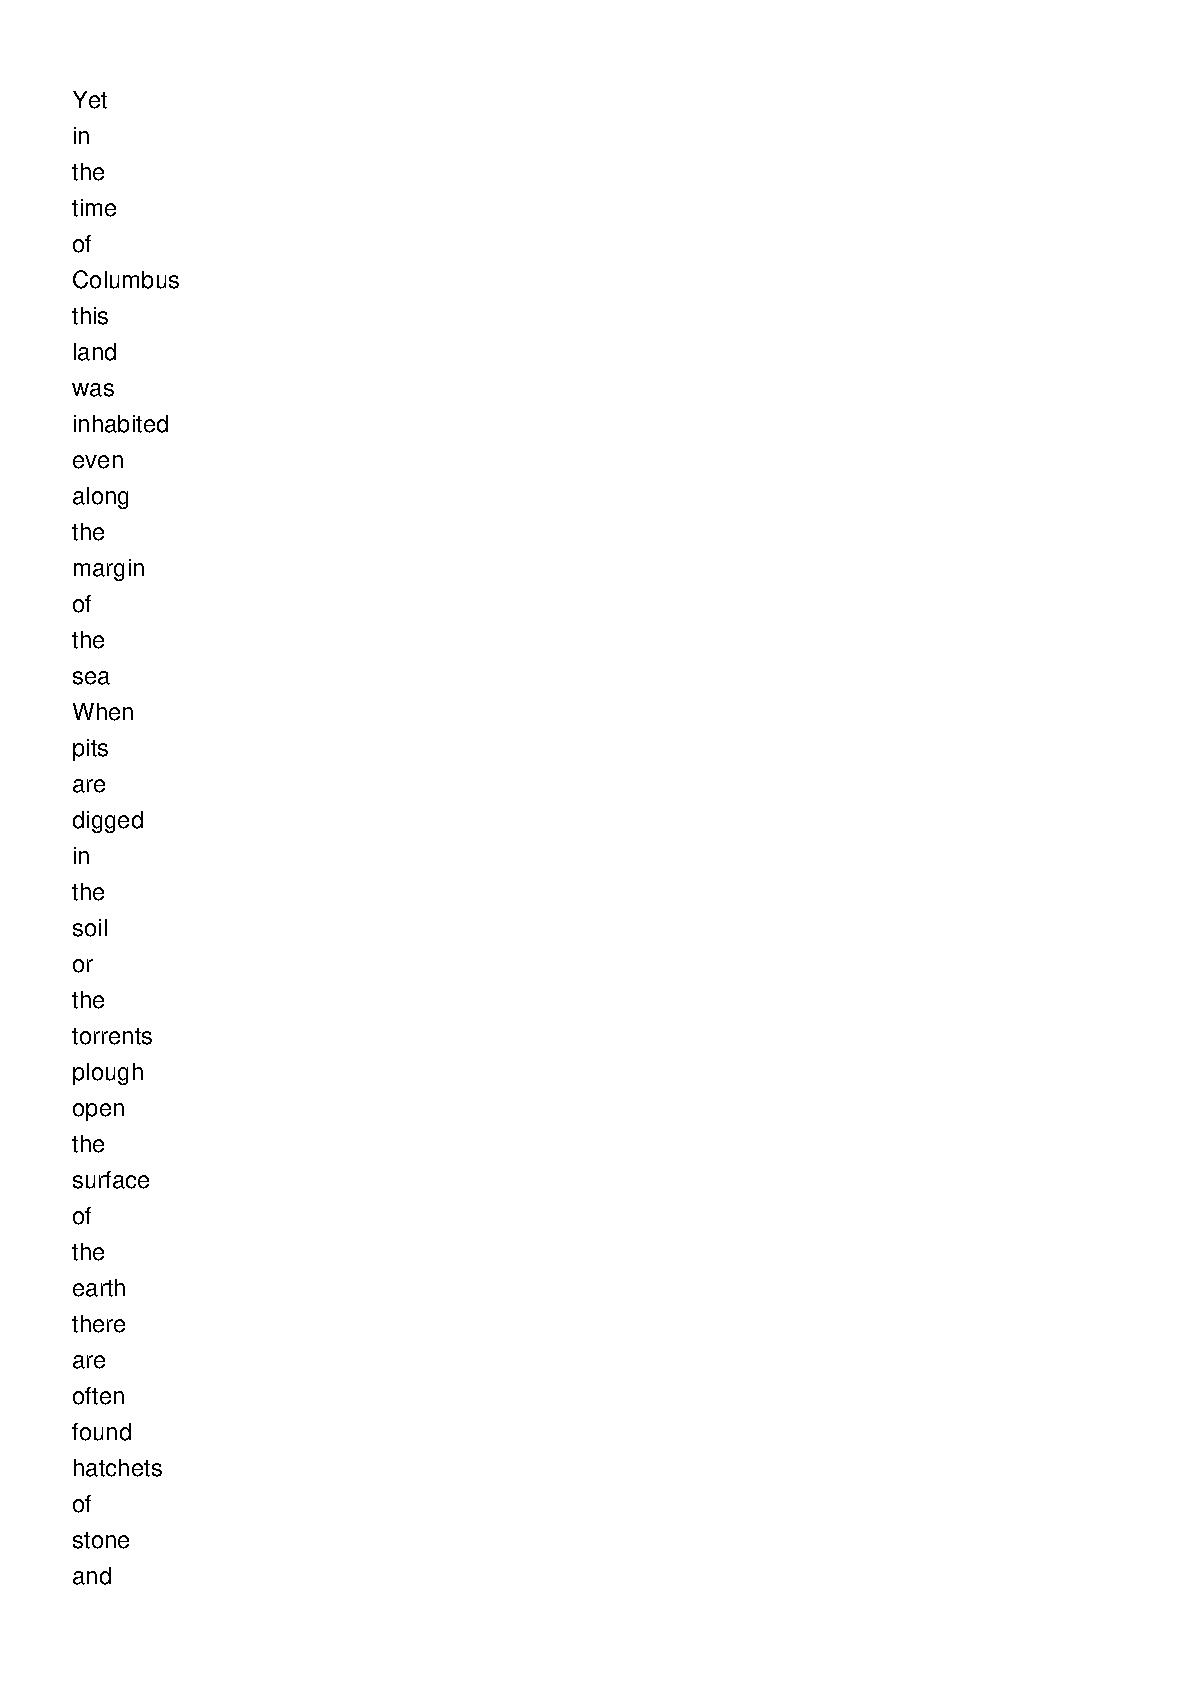 Yet
in
the
time
of
Columbus
this
land
was
inhabited
even
along
the
margin
of
the
sea
When
pits
are
digged
in
the
soil
or
the
torrents
plough
open
the
surface
of
the
earth
there
are
often
found
hatchets
of
stone
and